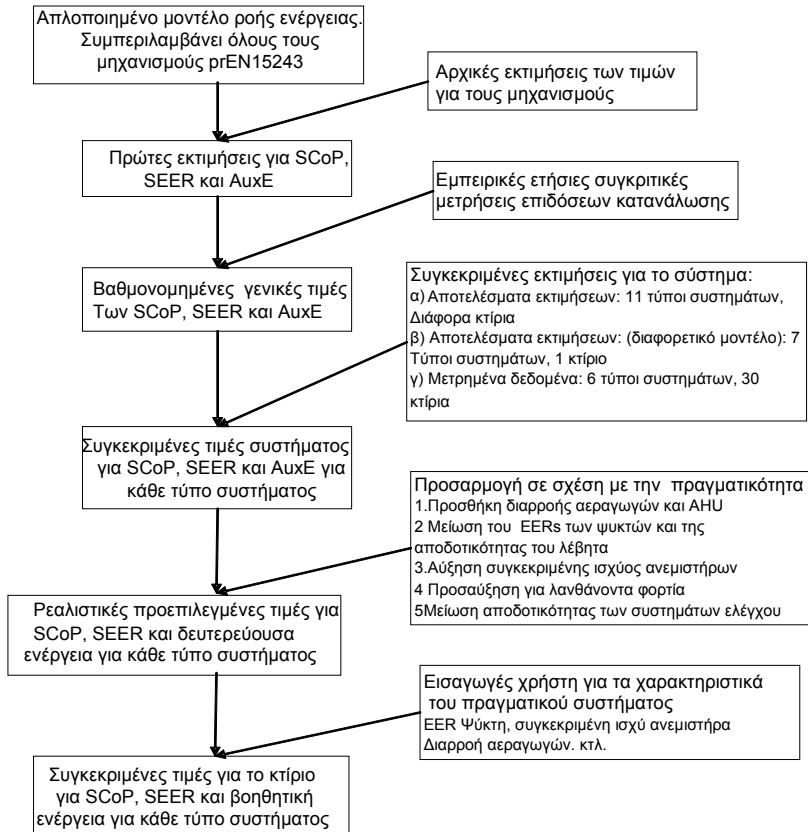 Απλοποιημένο μοντέλο ροής ενέργειας.
Συμπεριλαμβάνει όλους τους
μηχανισμούς prEN15243
Αρχικές εκτιμήσεις των τιμών
για τους μηχανισμούς
Πρώτες εκτιμήσεις για SCoP,
SEER και AuxE
Εμπειρικές ετήσιες συγκριτικές
μετρήσεις επιδόσεων κατανάλωσης
Βαθμονομημένες γενικές τιμές
Των SCoP, SEER και AuxE
Συγκεκριμένες εκτιμήσεις για το σύστημα:
α) Αποτελέσματα εκτιμήσεων: 11 τύποι συστημάτων,
Διάφορα κτίρια
β) Αποτελέσματα εκτιμήσεων: (διαφορετικό μοντέλο): 7
Τύποι συστημάτων, 1 κτίριο
γ) Μετρημένα δεδομένα: 6 τύποι συστημάτων, 30
κτίρια
Συγκεκριμένες τιμές συστήματος
για SCoP, SEER και AuxE για
κάθε τύπο συστήματος
Προσαρμογή σε σχέση με την πραγματικότητα
1.Προσθήκη διαρροής αεραγωγών και AHU
2 Μείωση του EERs των ψυκτών και της
αποδοτικότητας του λέβητα
3.Αύξηση συγκεκριμένης ισχύος ανεμιστήρων
4 Προσαύξηση για λανθάνοντα φορτία
5Μείωση αποδοτικότητας των συστημάτων ελέγχου
Ρεαλιστικές προεπιλεγμένες τιμές για
SCoP, SEER και δευτερεύουσα
ενέργεια για κάθε τύπο συστήματος
Εισαγωγές χρήστη για τα χαρακτηριστικά
του πραγματικού συστήματος
EER Ψύκτη, συγκεκριμένη ισχύ ανεμιστήρα
Διαρροή αεραγωγών. κτλ.
Συγκεκριμένες τιμές για το κτίριο
για SCoP, SEER και βοηθητική
ενέργεια για κάθε τύπο συστήματος